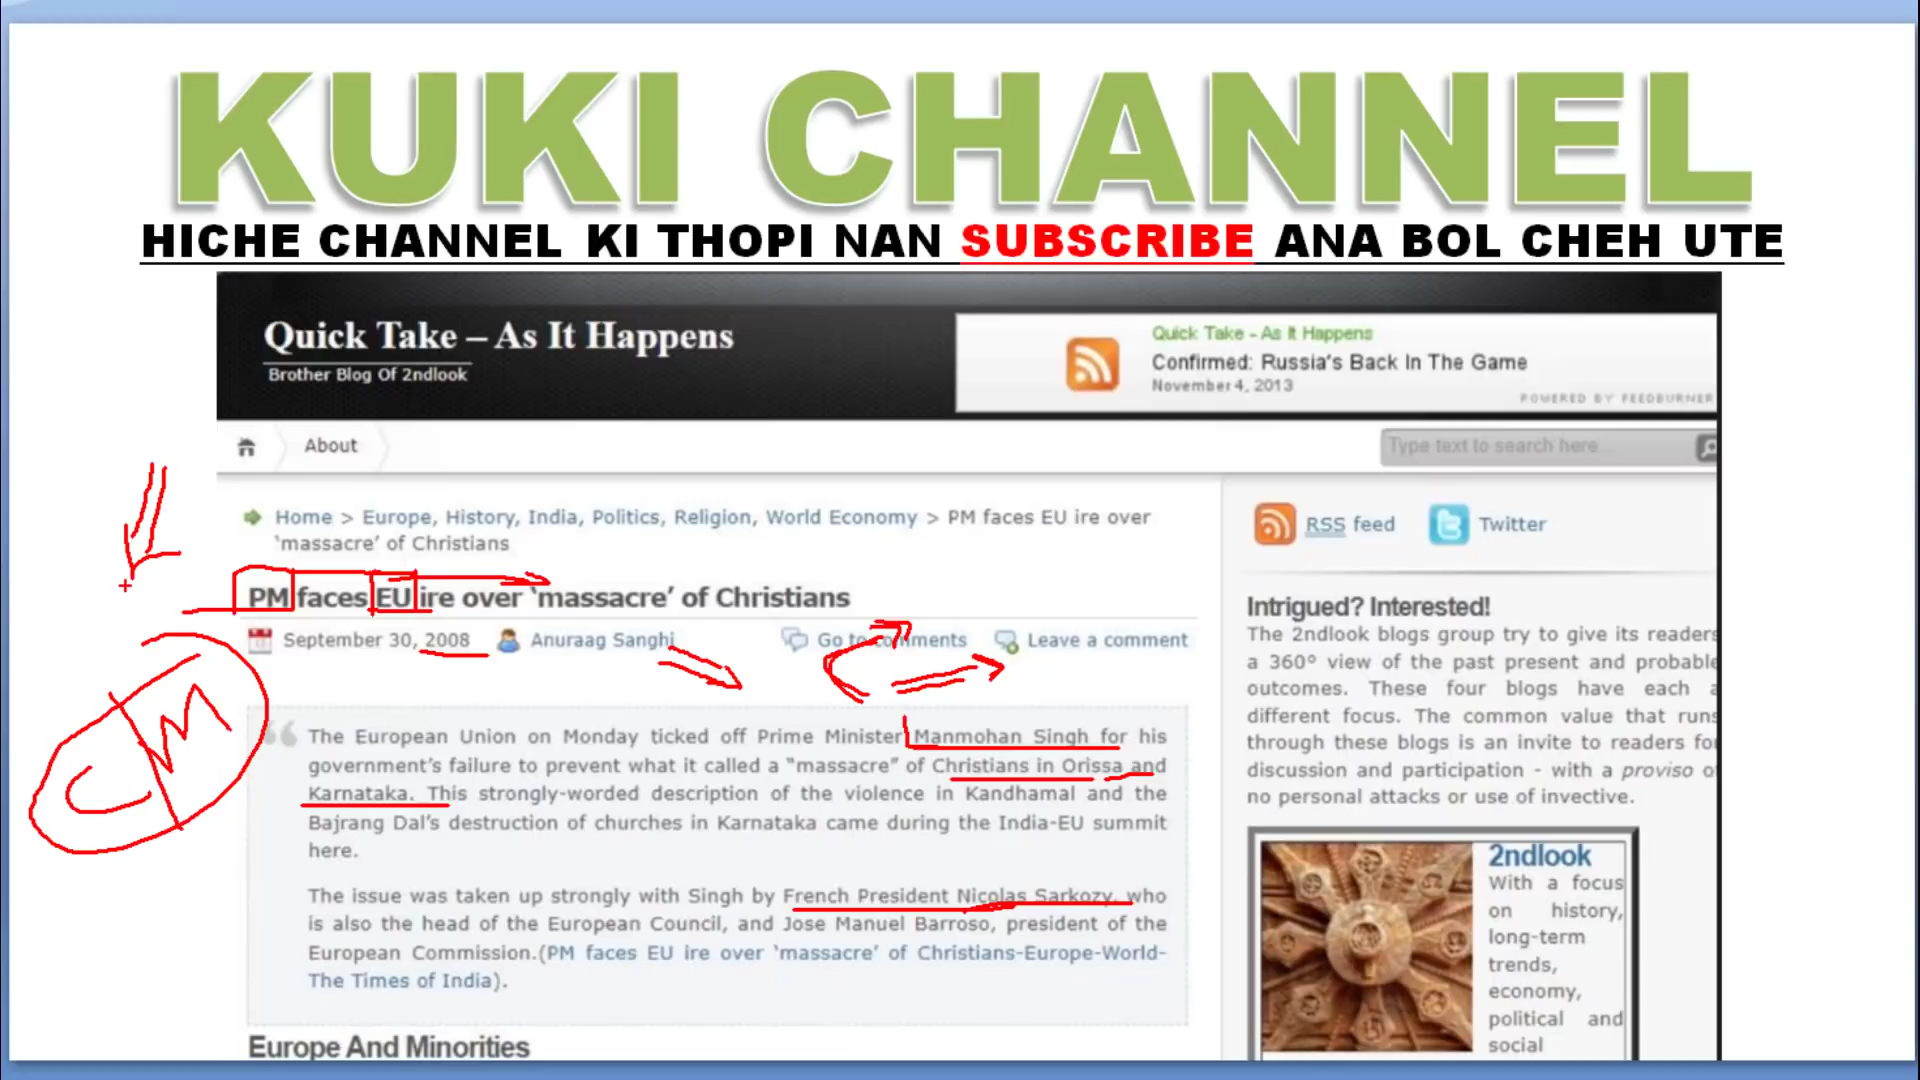 KUKI CHANNEL
HICHE CHANNEL KI THOPI NAN SUBSCRIBE ANA BOL CHEH UTE
Quick Take – As It Happens
Brother Blog Of 2ndlook
Quick Take - As It Happens
Confirmed: Russia's Back In The Game
November 4, 2013
POWERED BY FEEDBURNER
About
Type text to search here...
Home > Europe, History, India, Politics, Religion, World Economy > PM faces EU ire over
'massacre' of Christians
PM faces EU ire over 'massacre' of Christians
September 30, 2008 Anuraag Sanghi Go to comments Leave a comment
CM
The European Union on Monday ticked off Prime Minister Manmohan Singh for his
government's failure to prevent what it called a "massacre" of Christians in Orissa and
Karnataka. This strongly-worded description of the violence in Kandhamal and the
Bajrang Dal's destruction of churches in Karnataka came during the India-EU summit
here.
The issue was taken up strongly with Singh by French President Nicolas Sarkozy, who
is also the head of the European Council, and Jose Manuel Barroso, president of the
European Commission.(PM faces EU ire over 'massacre' of Christians-Europe-World-
The Times of India).
Europe And Minorities
RSS feed Twitter
Intrigued? Interested!
The 2ndlook blogs group try to give its readers
a 360° view of the past present and probable
outcomes. These four blogs have each a
different focus. The common value that runs
through these blogs is an invite to readers for
discussion and participation - with a proviso of
no personal attacks or use of invective.
2ndlook
With a focus
on history,
long-term
trends,
economy,
political and
social